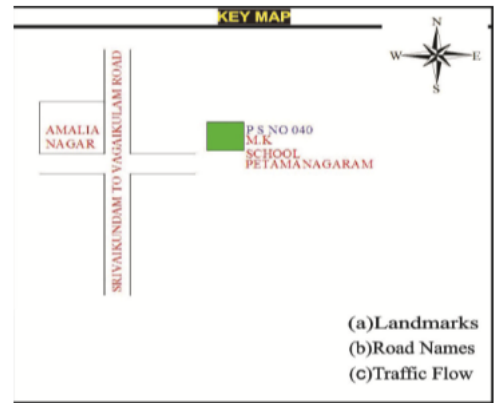 KEY MAP
N
W
E
S
SRIVAIKUNDAM TO VAGAIKULAM ROAD
AMALIA
NAGAR
P S NO 040
M.K
SCHOOL
PETAMANAGARAM
(a)Landmarks
(b)Road Names
(c)Traffic Flow